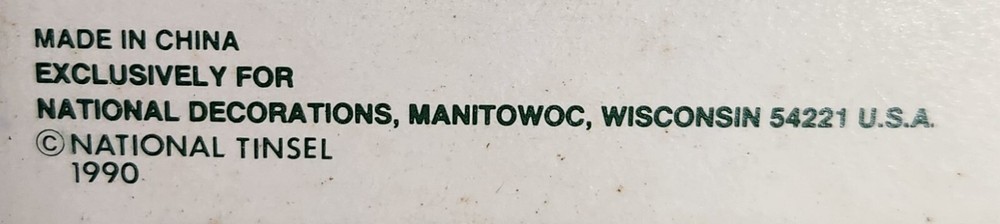 MADE IN CHINA
EXCLUSIVELY FOR
NATIONAL DECORATIONS, MANITOWOC, WISCONSIN 54221 U.S.A.
©NATIONAL TINSEL
1990